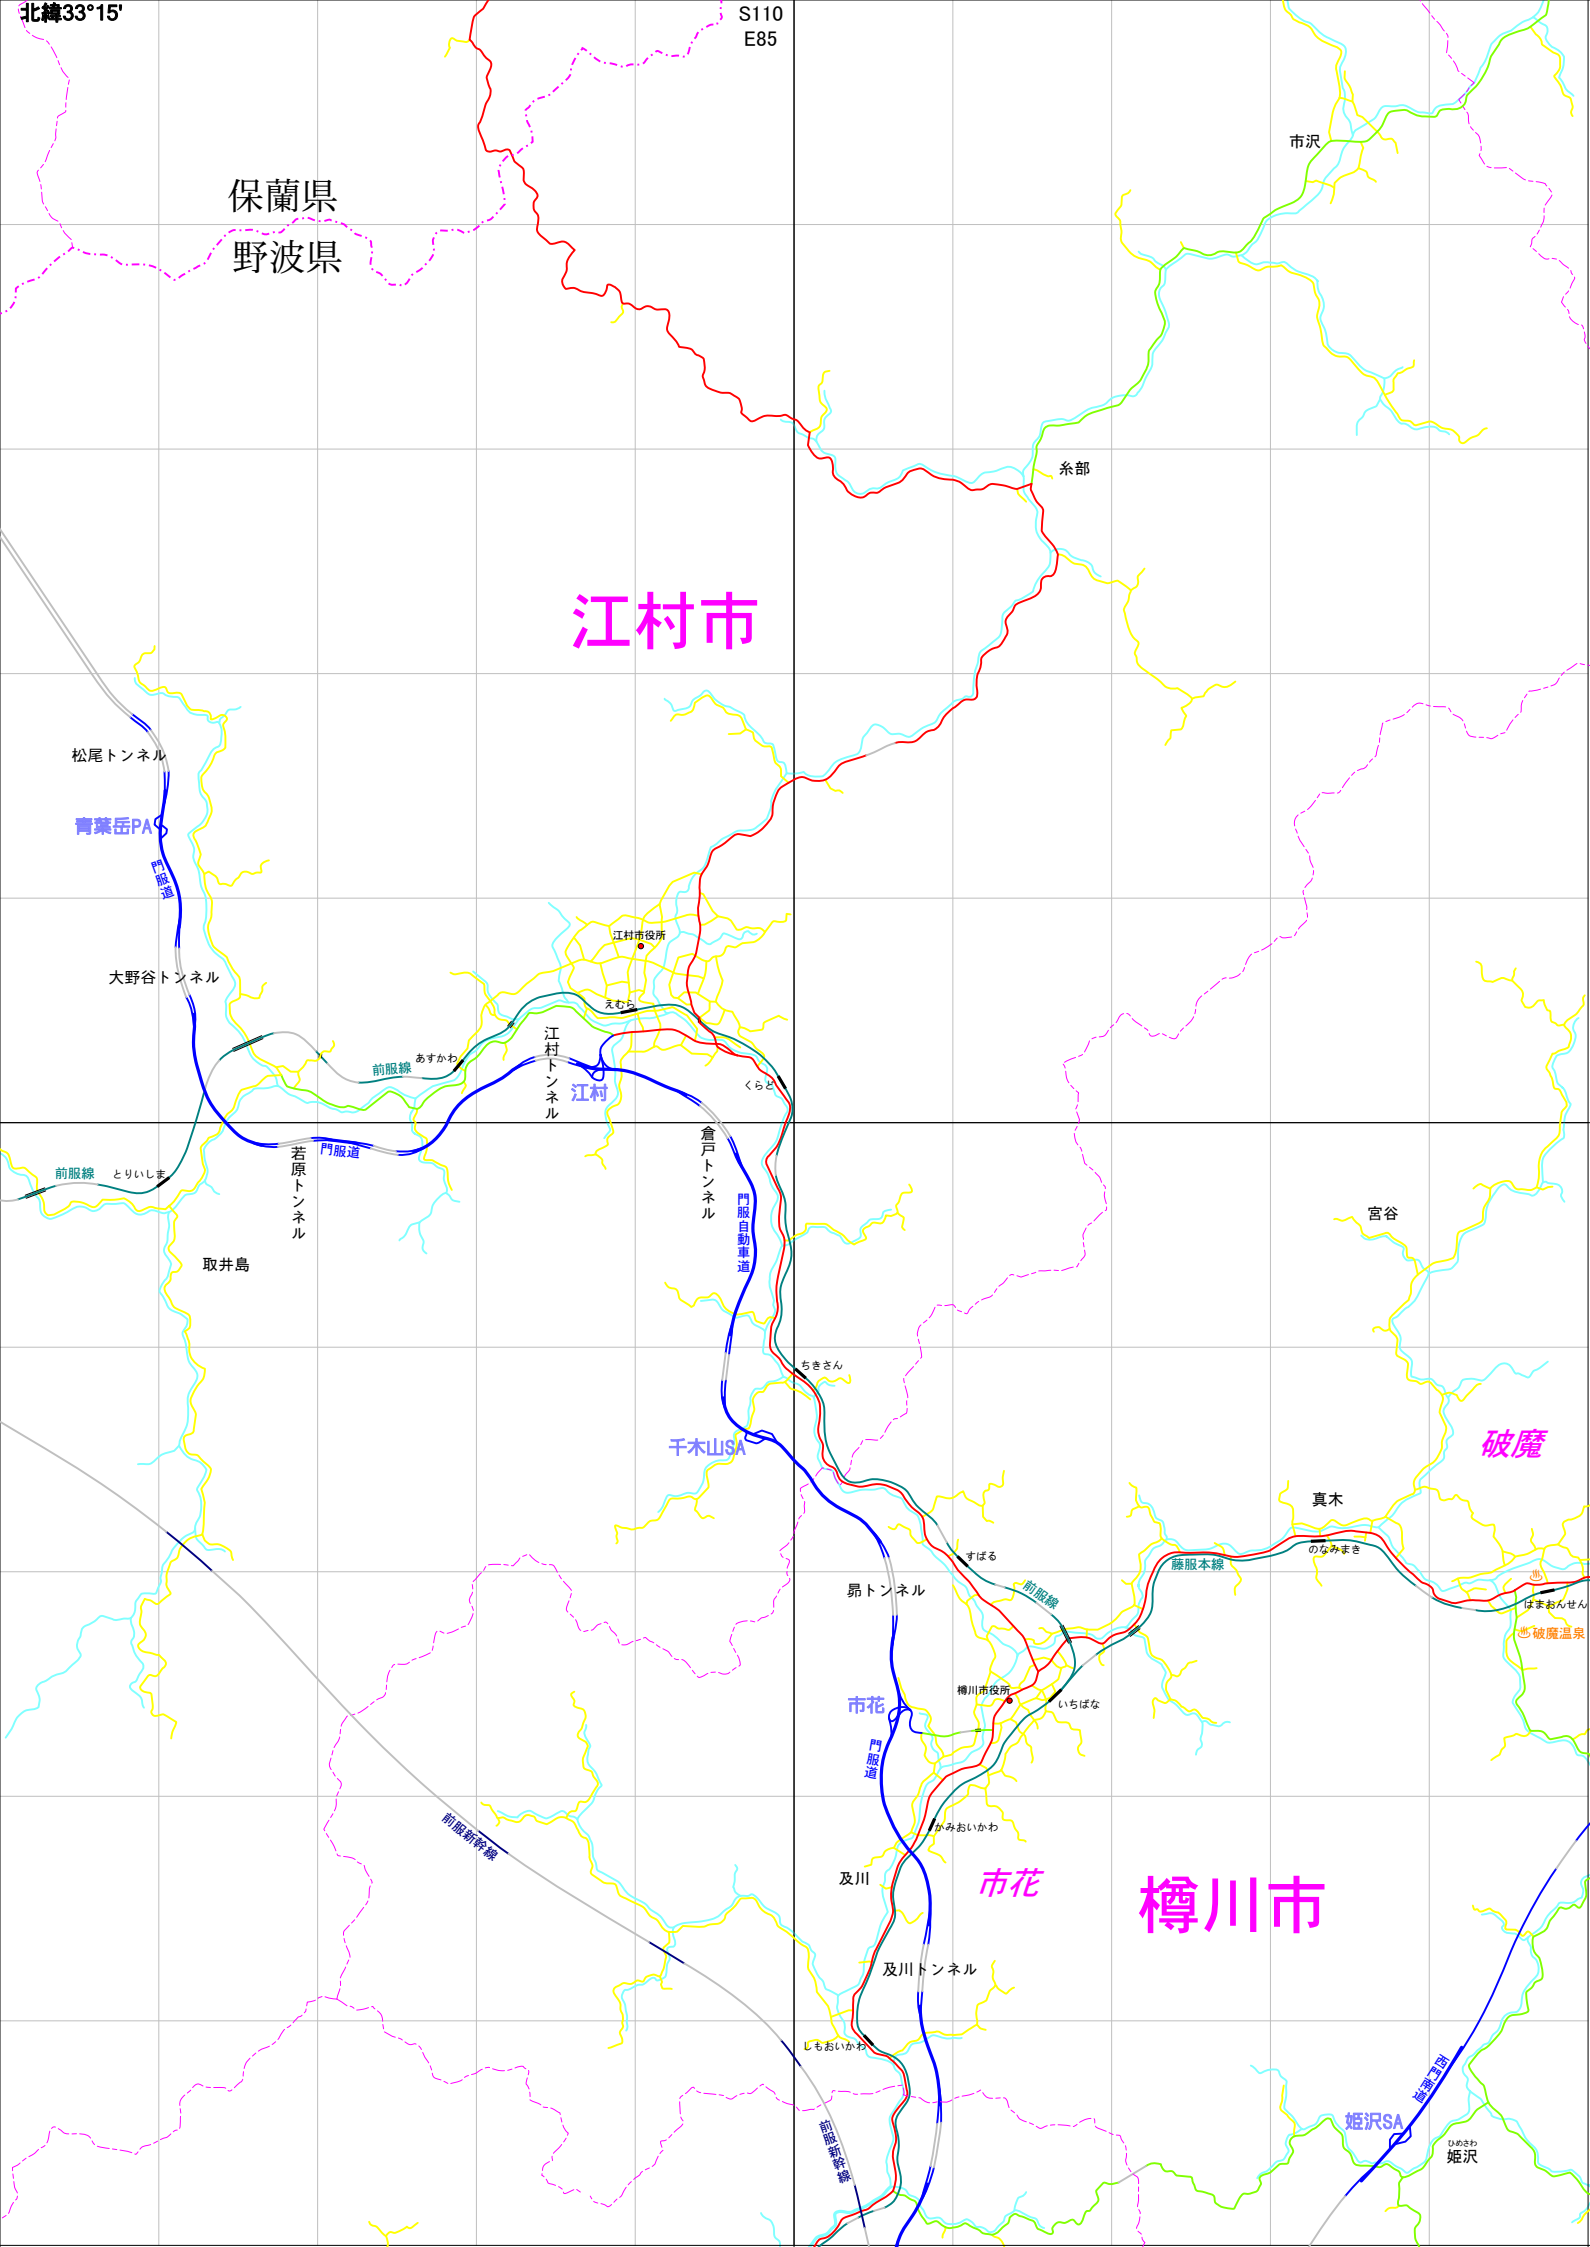 北緯33°15'
S110
E85
市沢
保蘭県
野波県
糸部
江村市
松尾トンネル
青葉岳PA
門服道
江村市役所
大野谷トンネル
えむら
あすかわ
前服線
江村トンネル
江村
くらど
倉戸トンネル
若原トンネル
門服道
前服線
とりいしま
門服自動車道
宮谷
取井島
ちきさん
千木山SA
破魔
真木
のなみまき
すばる
藤服本線
昴トンネル
前服線
♨
はまおんせん
♨破魔温泉
樽川市役所
いちばな
市花
門服道
前服新幹線
かみおいかわ
及川
市花
樽川市
及川トンネル
しもおいかわ
西門南道
前服新幹線
姫沢SA
ひめさわ
姫沢